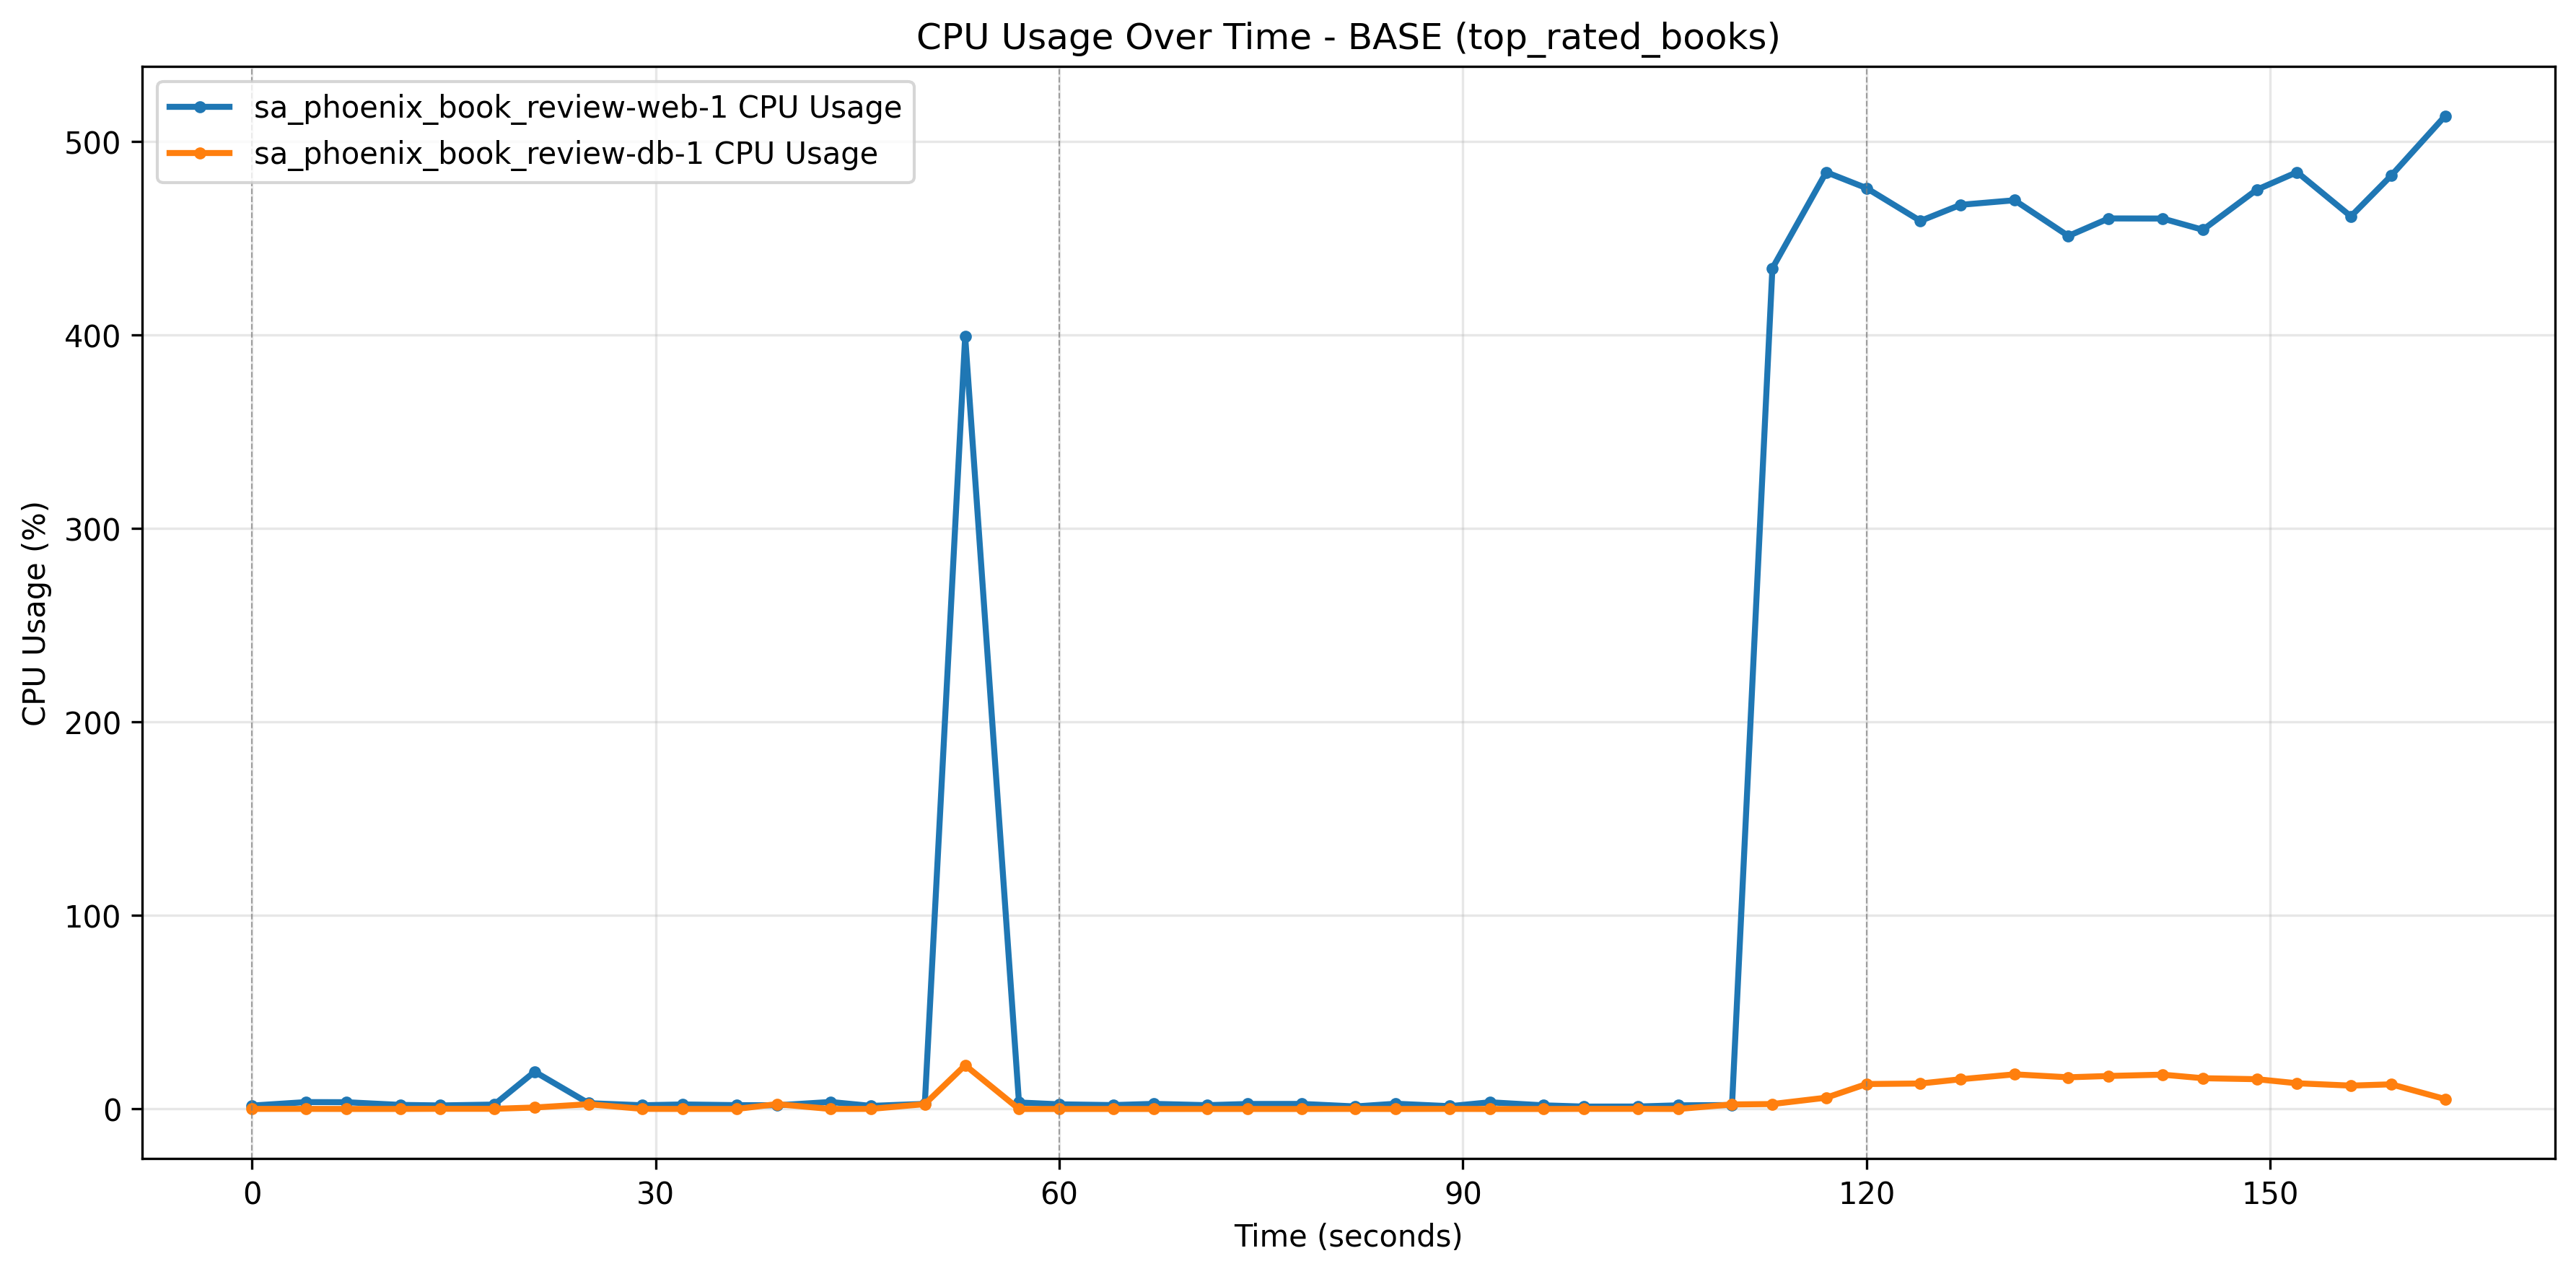 CPU Usage Over Time - BASE (top_rated_books)
sa_phoenix_book_review-web-1 CPU Usage
sa_phoenix_book_review-db-1 CPU Usage
500
400
300
200
100
0
CPU Usage (%)
0 30 60 90 120 150
Time (seconds)